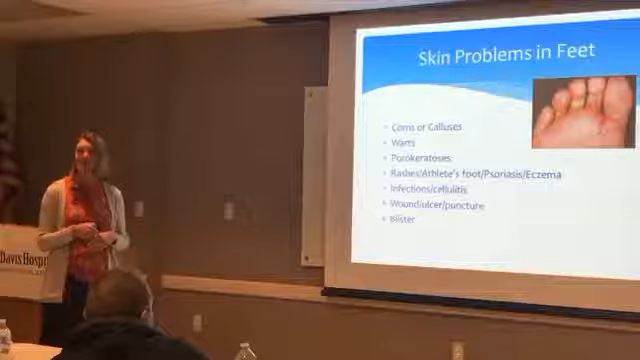 Skin Problems in Feet
• Corns or Calluses
• Warts
• Porokeratoses
• Rashes/Athlete's foot/Psoriasis/Eczema
• Infections/cellulitis
• Wound/ulcer/puncture
• Blister
Davis Hospi